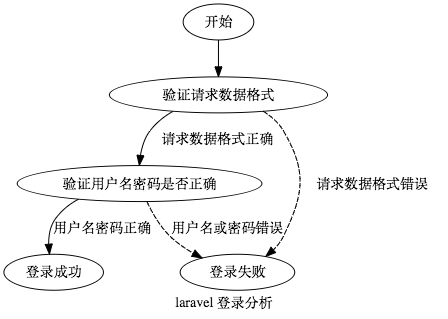 开始
验证请求数据格式
请求数据格式正确
请求数据格式错误
验证用户名密码是否正确
用户名密码正确
用户名或密码错误
登录成功
登录失败
laravel 登录分析